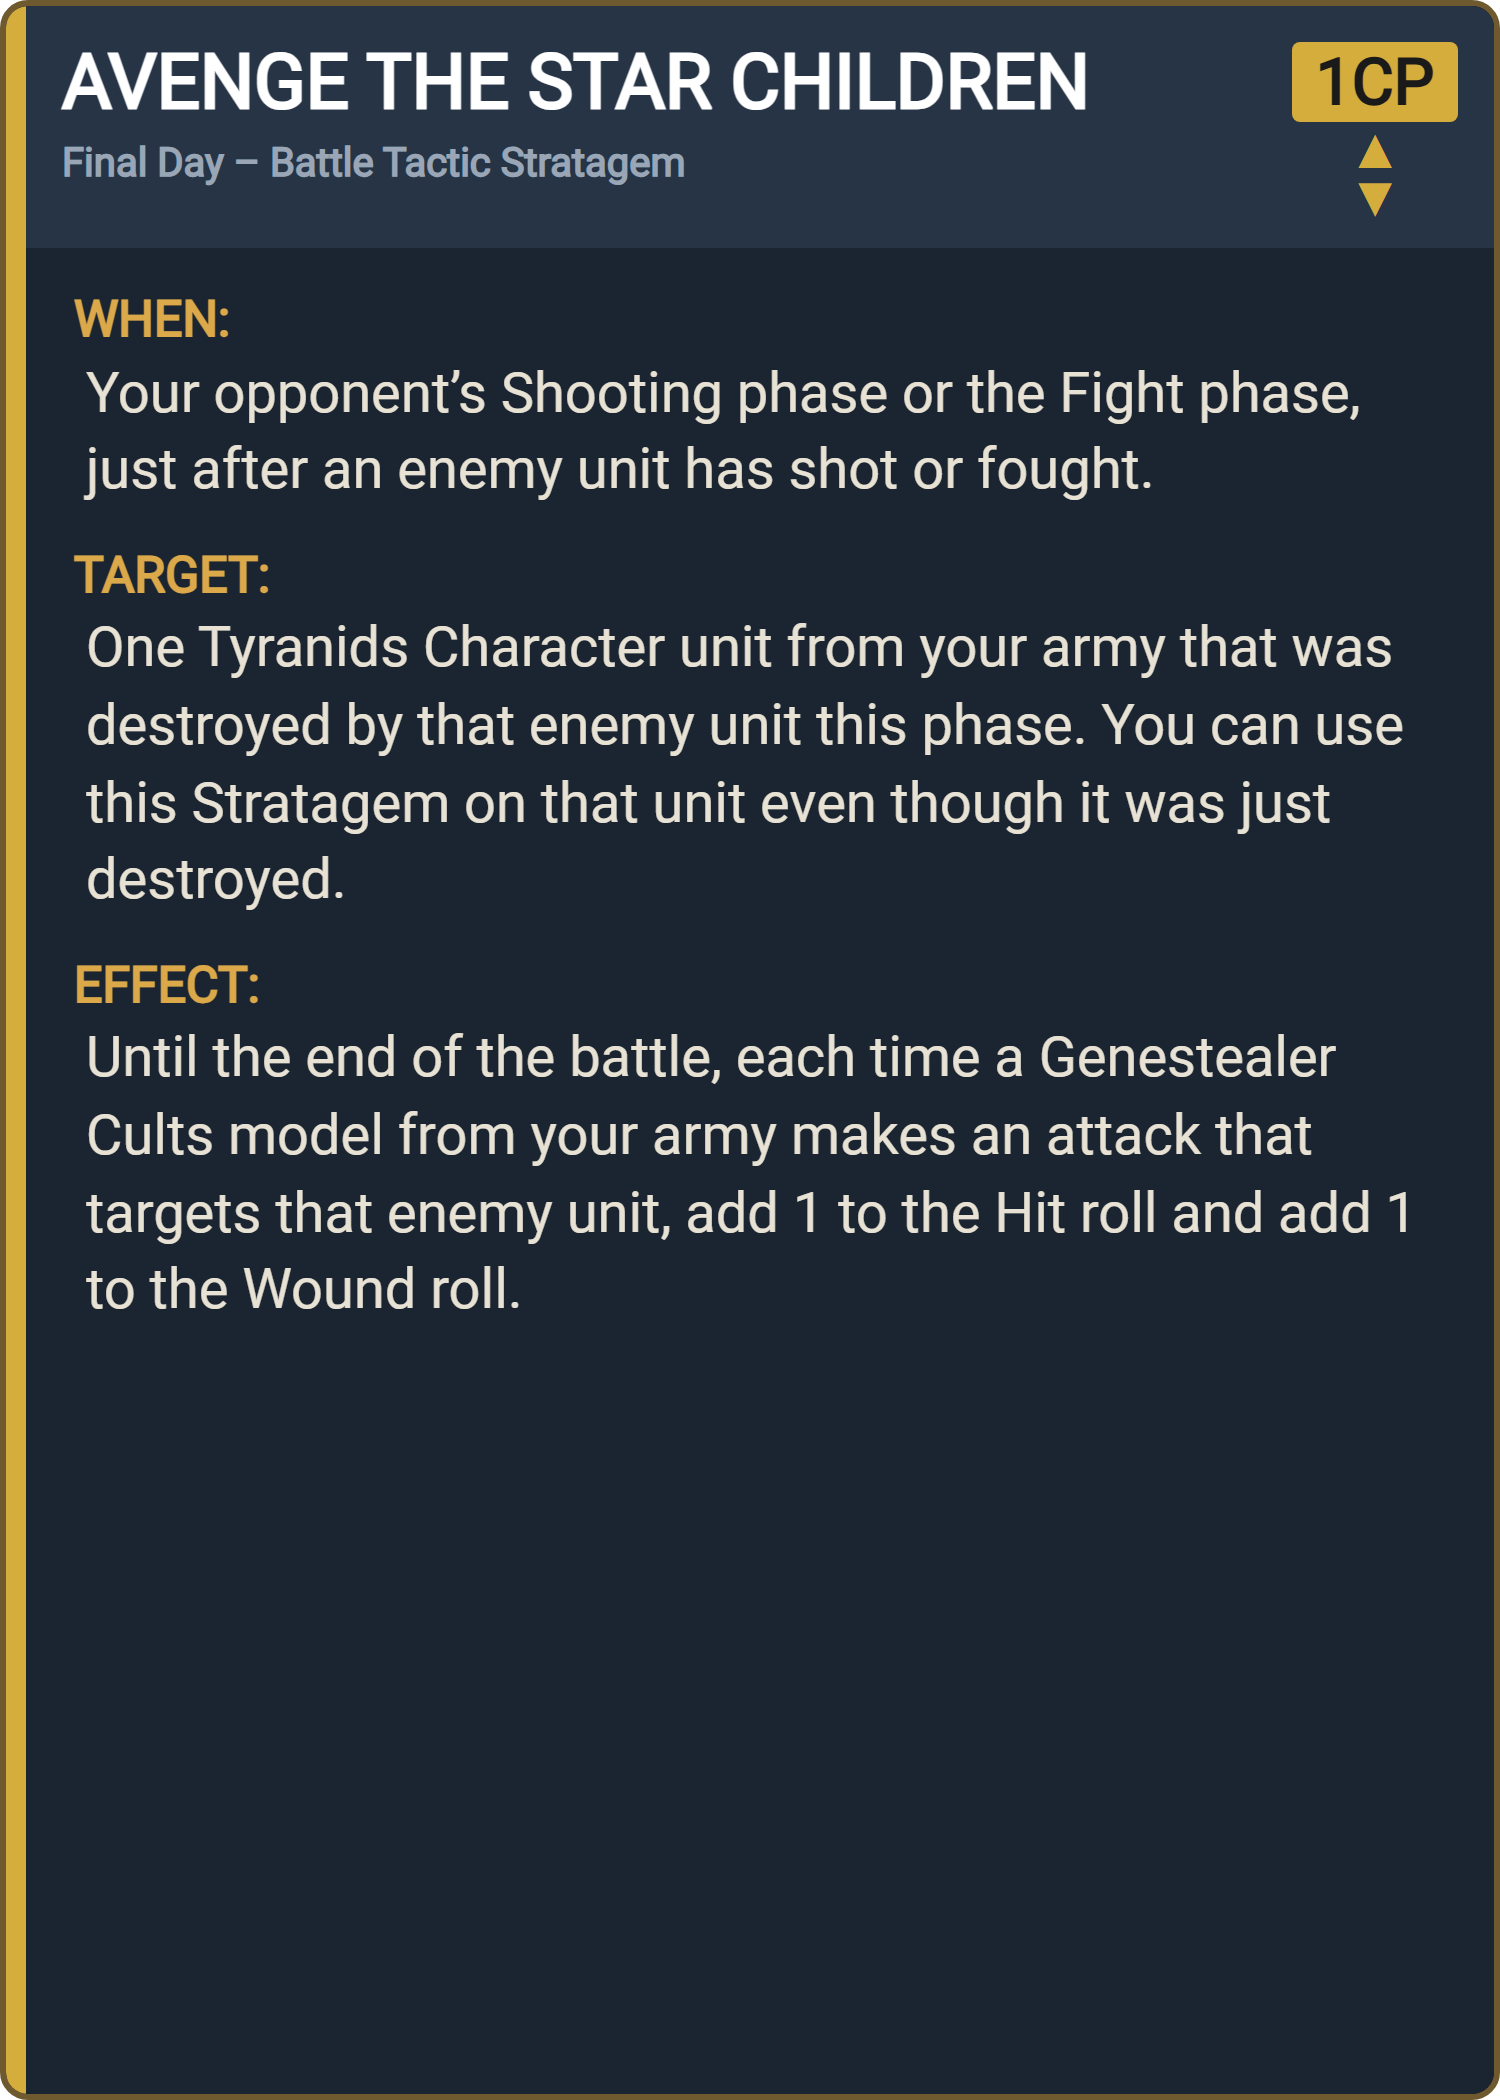 AVENGE THE STAR CHILDREN
1CP
Final Day – Battle Tactic Stratagem
WHEN:
Your opponent’s Shooting phase or the Fight phase,
just after an enemy unit has shot or fought.
TARGET:
One Tyranids Character unit from your army that was
destroyed by that enemy unit this phase. You can use
this Stratagem on that unit even though it was just
destroyed.
EFFECT:
Until the end of the battle, each time a Genestealer
Cults model from your army makes an attack that
targets that enemy unit, add 1 to the Hit roll and add 1
to the Wound roll.